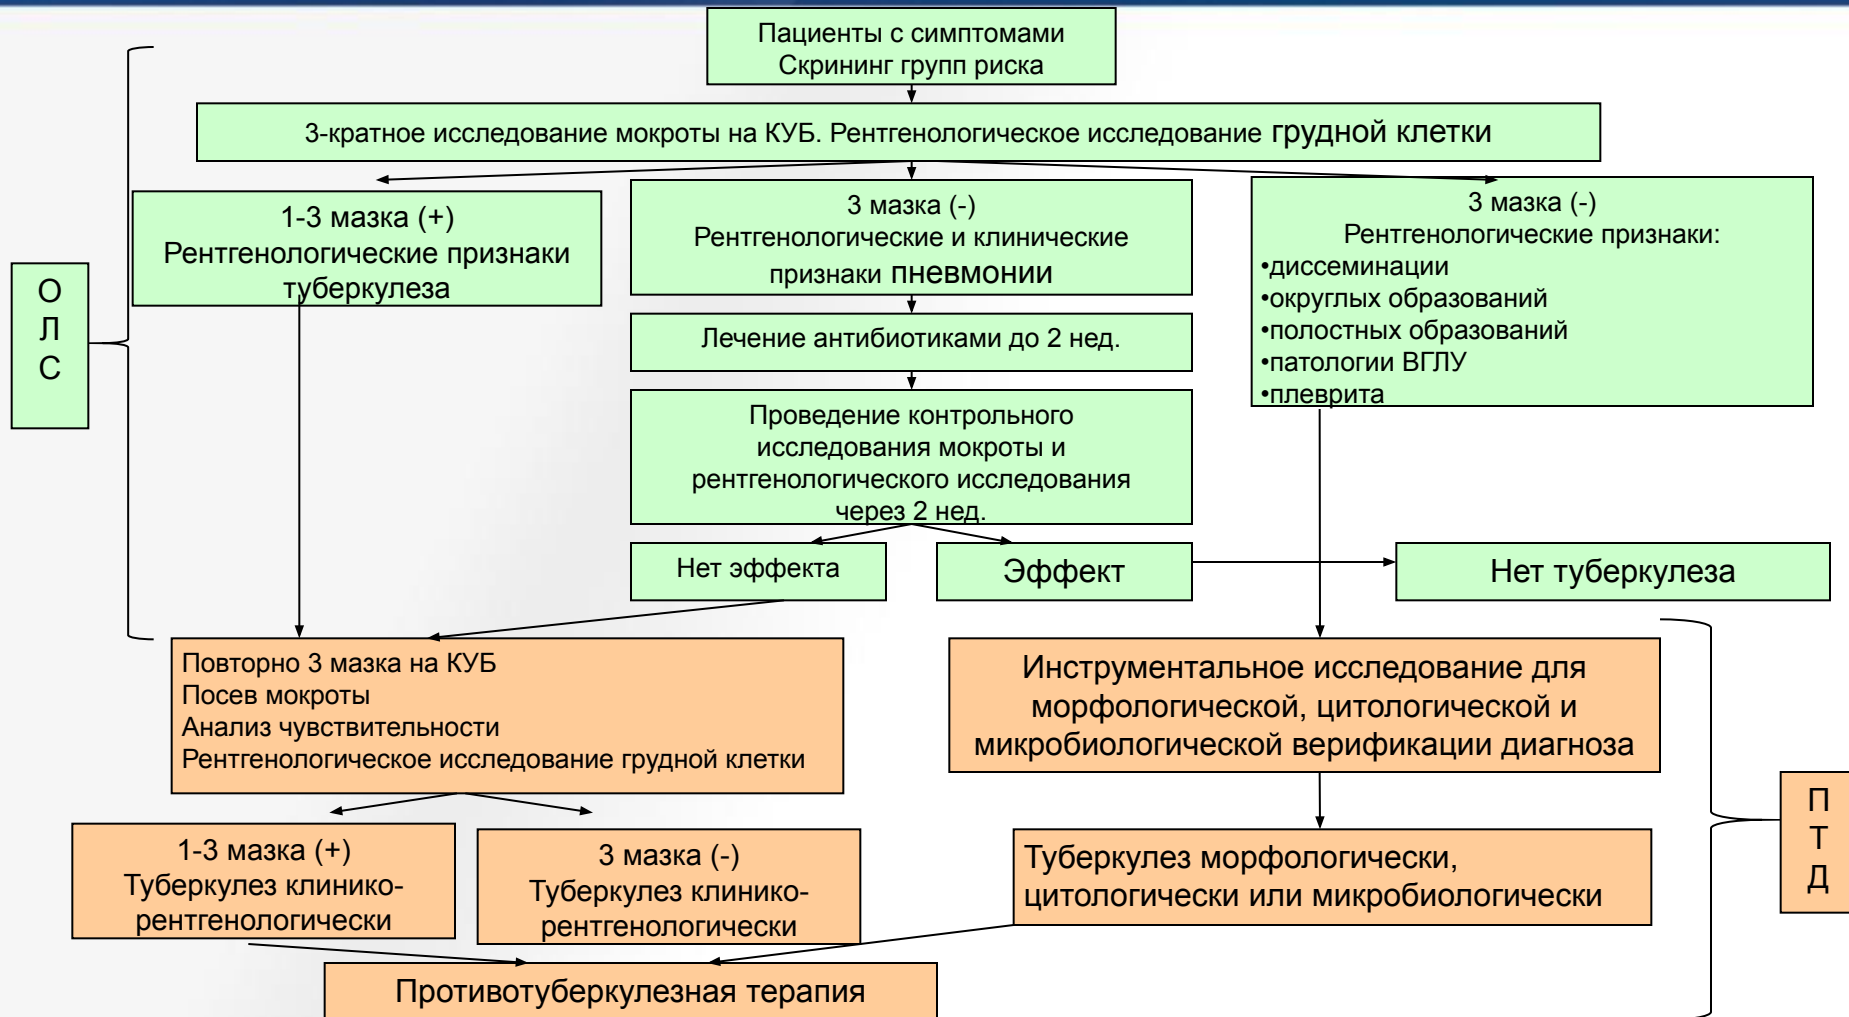 Пациенты с симптомами
Скрининг групп риска
3-кратное исследование мокроты на КУБ. Рентгенологическое исследование грудной клетки
1-3 мазка (+)
Рентгенологические признаки
туберкулеза
3 мазка (-)
Рентгенологические и клинические
признаки пневмонии
3 мазка (-)
Рентгенологические признаки:
•диссеминации
•округлых образований
•полостных образований
•патологии ВГЛУ
•плеврита
О
Л
С
Лечение антибиотиками до 2 нед.
Проведение контрольного
исследования мокроты и
рентгенологического исследования
через 2 нед.
Нет эффекта
Эффект
Нет туберкулеза
Повторно 3 мазка на КУБ
Посев мокроты
Анализ чувствительности
Рентгенологическое исследование грудной клетки
Инструментальное исследование для
морфологической, цитологической и
микробиологической верификации диагноза
П
Т
Д
1-3 мазка (+)
Туберкулез клинико-
рентгенологически
3 мазка (-)
Туберкулез клинико-
рентгенологически
Туберкулез морфологически,
цитологически или микробиологически
Противотуберкулезная терапия